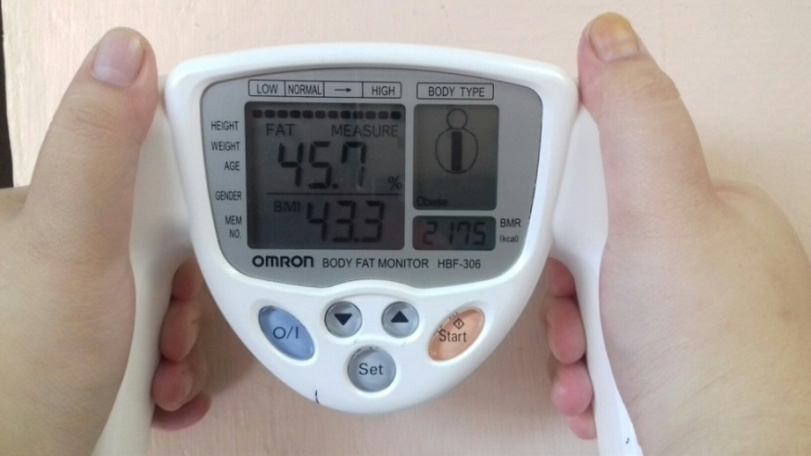 LOW NORMAL → HIGH
BODY TYPE
HEIGHT
WEIGHT
AGE
GENDER
MEM
NO.
FAT MEASURE
45.7 %
BMI 43.3
Obese
2175
BMR
(kcal)
OMRON BODY FAT MONITOR HBF-306
O/I
Start
Set